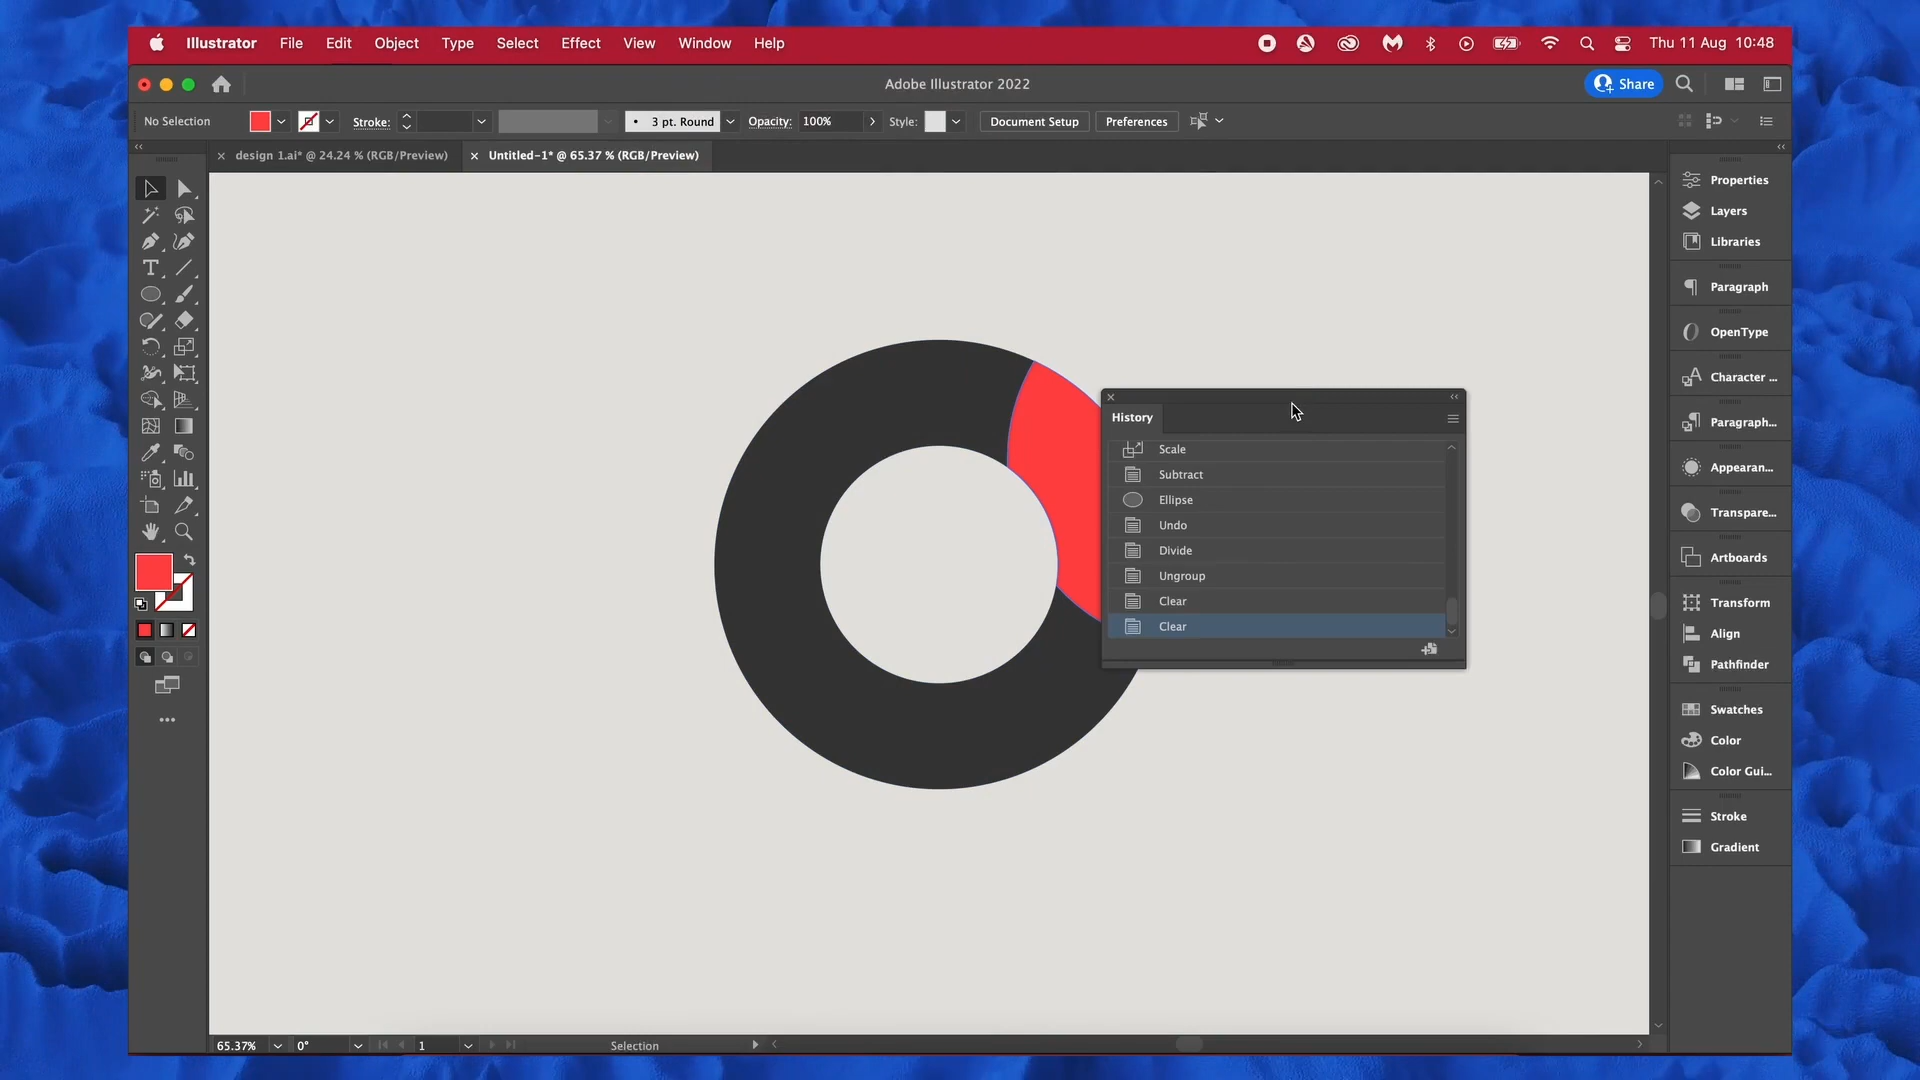 Illustrator File Edit Object Type Select Effect View Window Help Thu 11 Aug 10:48
Adobe Illustrator 2022 Share
No Selection Stroke: 3 pt. Round Opacity: 100% Style: Document Setup Preferences
design 1.ai* @ 24.24 % (RGB/Preview) Untitled-1* @ 65.37 % (RGB/Preview)
Properties
Layers
Libraries
Paragraph
OpenType
Character ...
Paragraph...
Appearan...
Transpare...
Artboards
Transform
Align
Pathfinder
Swatches
Color
Color Gui...
Stroke
Gradient
History
Scale
Subtract
Ellipse
Undo
Divide
Ungroup
Clear
Clear
65.37% 0° 1 Selection